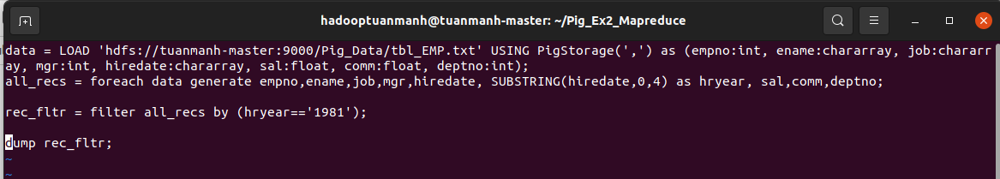 hadooptuanmanh@tuanmanh-master: ~/Pig_Ex2_Mapreduce
data = LOAD 'hdfs://tuanmanh-master:9000/Pig_Data/tbl_EMP.txt' USING PigStorage(',') as (empno:int, ename:chararray, job:chararr
ay, mgr:int, hiredate:chararray, sal:float, comm:float, deptno:int);
all_recs = foreach data generate empno,ename,job,mgr,hiredate, SUBSTRING(hiredate,0,4) as hryear, sal,comm,deptno;
rec_fltr = filter all_recs by (hryear=='1981');
dump rec_fltr;
~
~